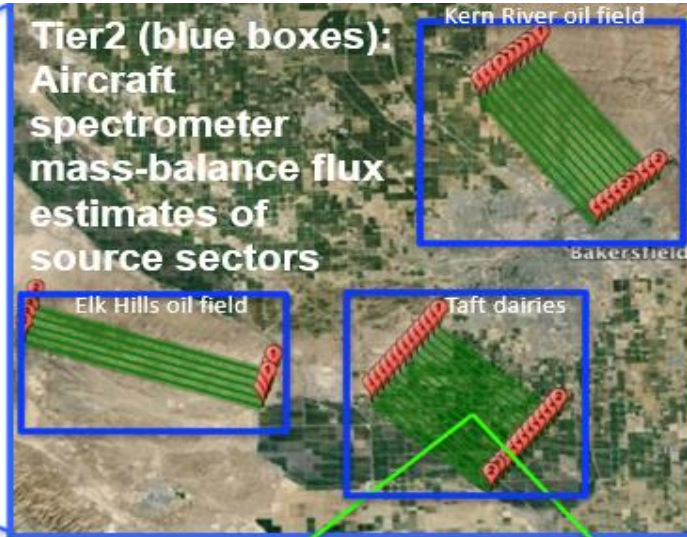 Kern River oil field
Tier2 (blue boxes):
Aircraft
spectrometer
mass-balance flux
estimates of
source sectors
Bakersfield
Elk Hills oil field
Taft dairies